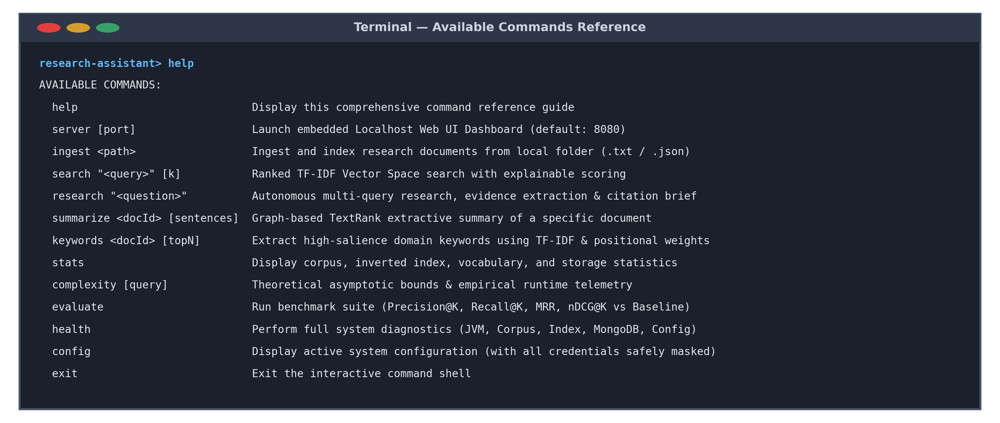 Terminal — Available Commands Reference
research-assistant> help
AVAILABLE COMMANDS:
help Display this comprehensive command reference guide
server [port] Launch embedded Localhost Web UI Dashboard (default: 8080)
ingest <path> Ingest and index research documents from local folder (.txt / .json)
search "<query>" [k] Ranked TF-IDF Vector Space search with explainable scoring
research "<question>" Autonomous multi-query research, evidence extraction & citation brief
summarize <docId> [sentences] Graph-based TextRank extractive summary of a specific document
keywords <docId> [topN] Extract high-salience domain keywords using TF-IDF & positional weights
stats Display corpus, inverted index, vocabulary, and storage statistics
complexity [query] Theoretical asymptotic bounds & empirical runtime telemetry
evaluate Run benchmark suite (Precision@K, Recall@K, MRR, nDCG@K vs Baseline)
health Perform full system diagnostics (JVM, Corpus, Index, MongoDB, Config)
config Display active system configuration (with all credentials safely masked)
exit Exit the interactive command shell